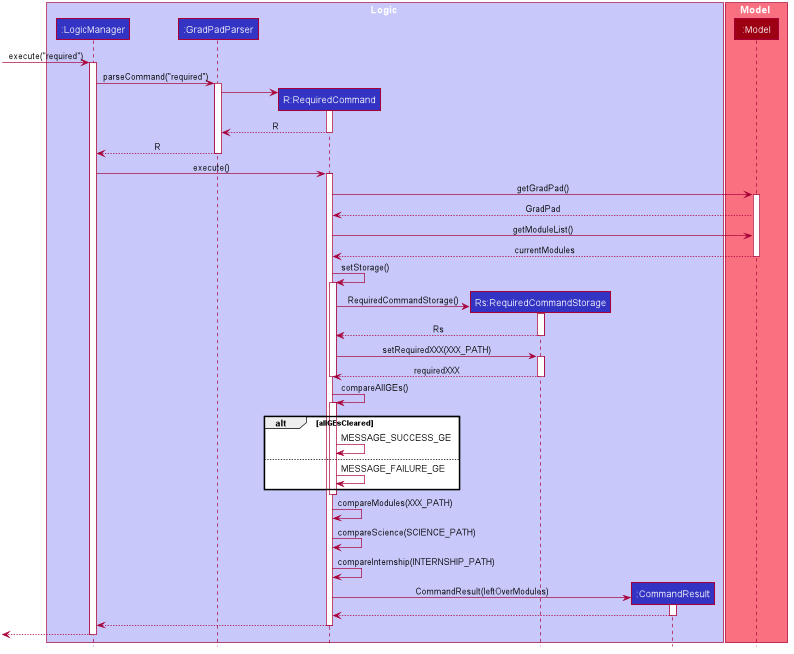 Logic
Model
:LogicManager
:GradPadParser
:Model
execute("required")
parseCommand("required")
R:RequiredCommand
R
R
execute()
getGradPad()
GradPad
getModuleList()
currentModules
setStorage()
RequiredCommandStorage()
Rs:RequiredCommandStorage
Rs
setRequiredXXX(XXX_PATH)
requiredXXX
compareAllGEs()
alt [allGEsCleared]
MESSAGE_SUCCESS_GE
MESSAGE_FAILURE_GE
compareModules(XXX_PATH)
compareScience(SCIENCE_PATH)
compareInternship(INTERNSHIP_PATH)
CommandResult(leftOverModules)
:CommandResult